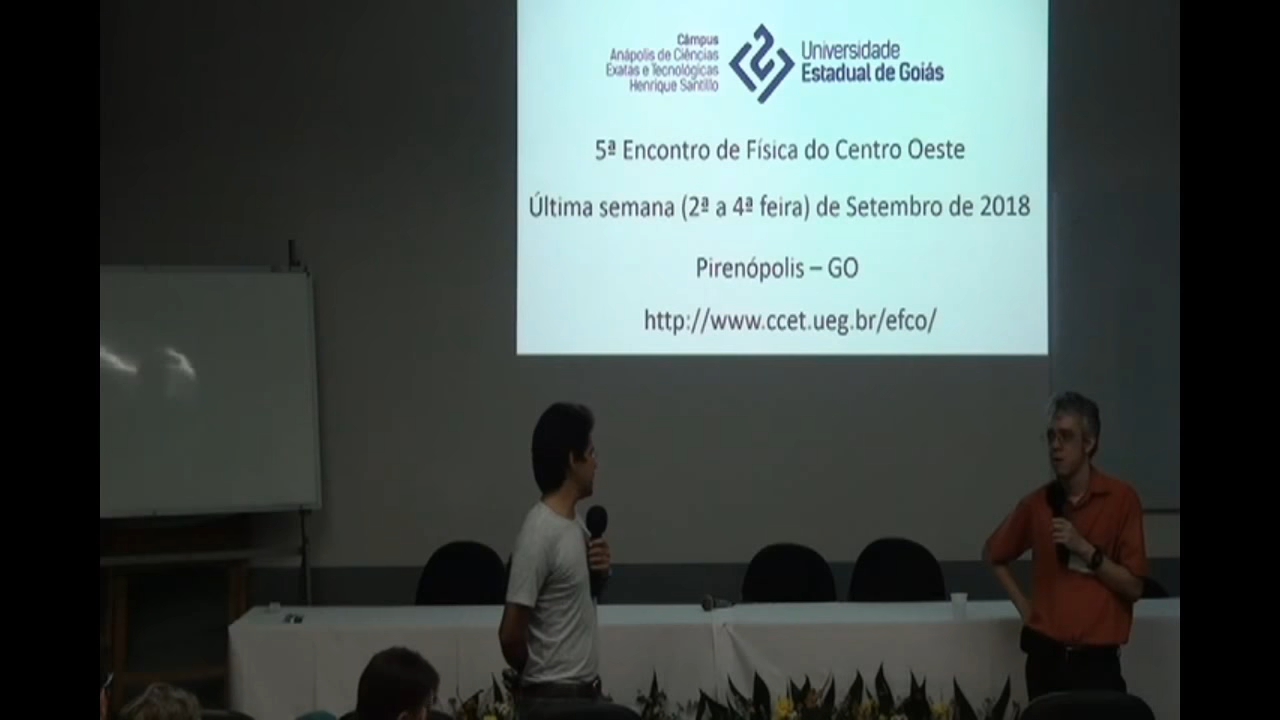 Câmpus
Anápolis de Ciências
Exatas e Tecnológicas
Henrique Santillo
Universidade
Estadual de Goiás
5ª Encontro de Física do Centro Oeste
Última semana (2ª a 4ª feira) de Setembro de 2018
Pirenópolis – GO
http://www.ccet.ueg.br/efco/